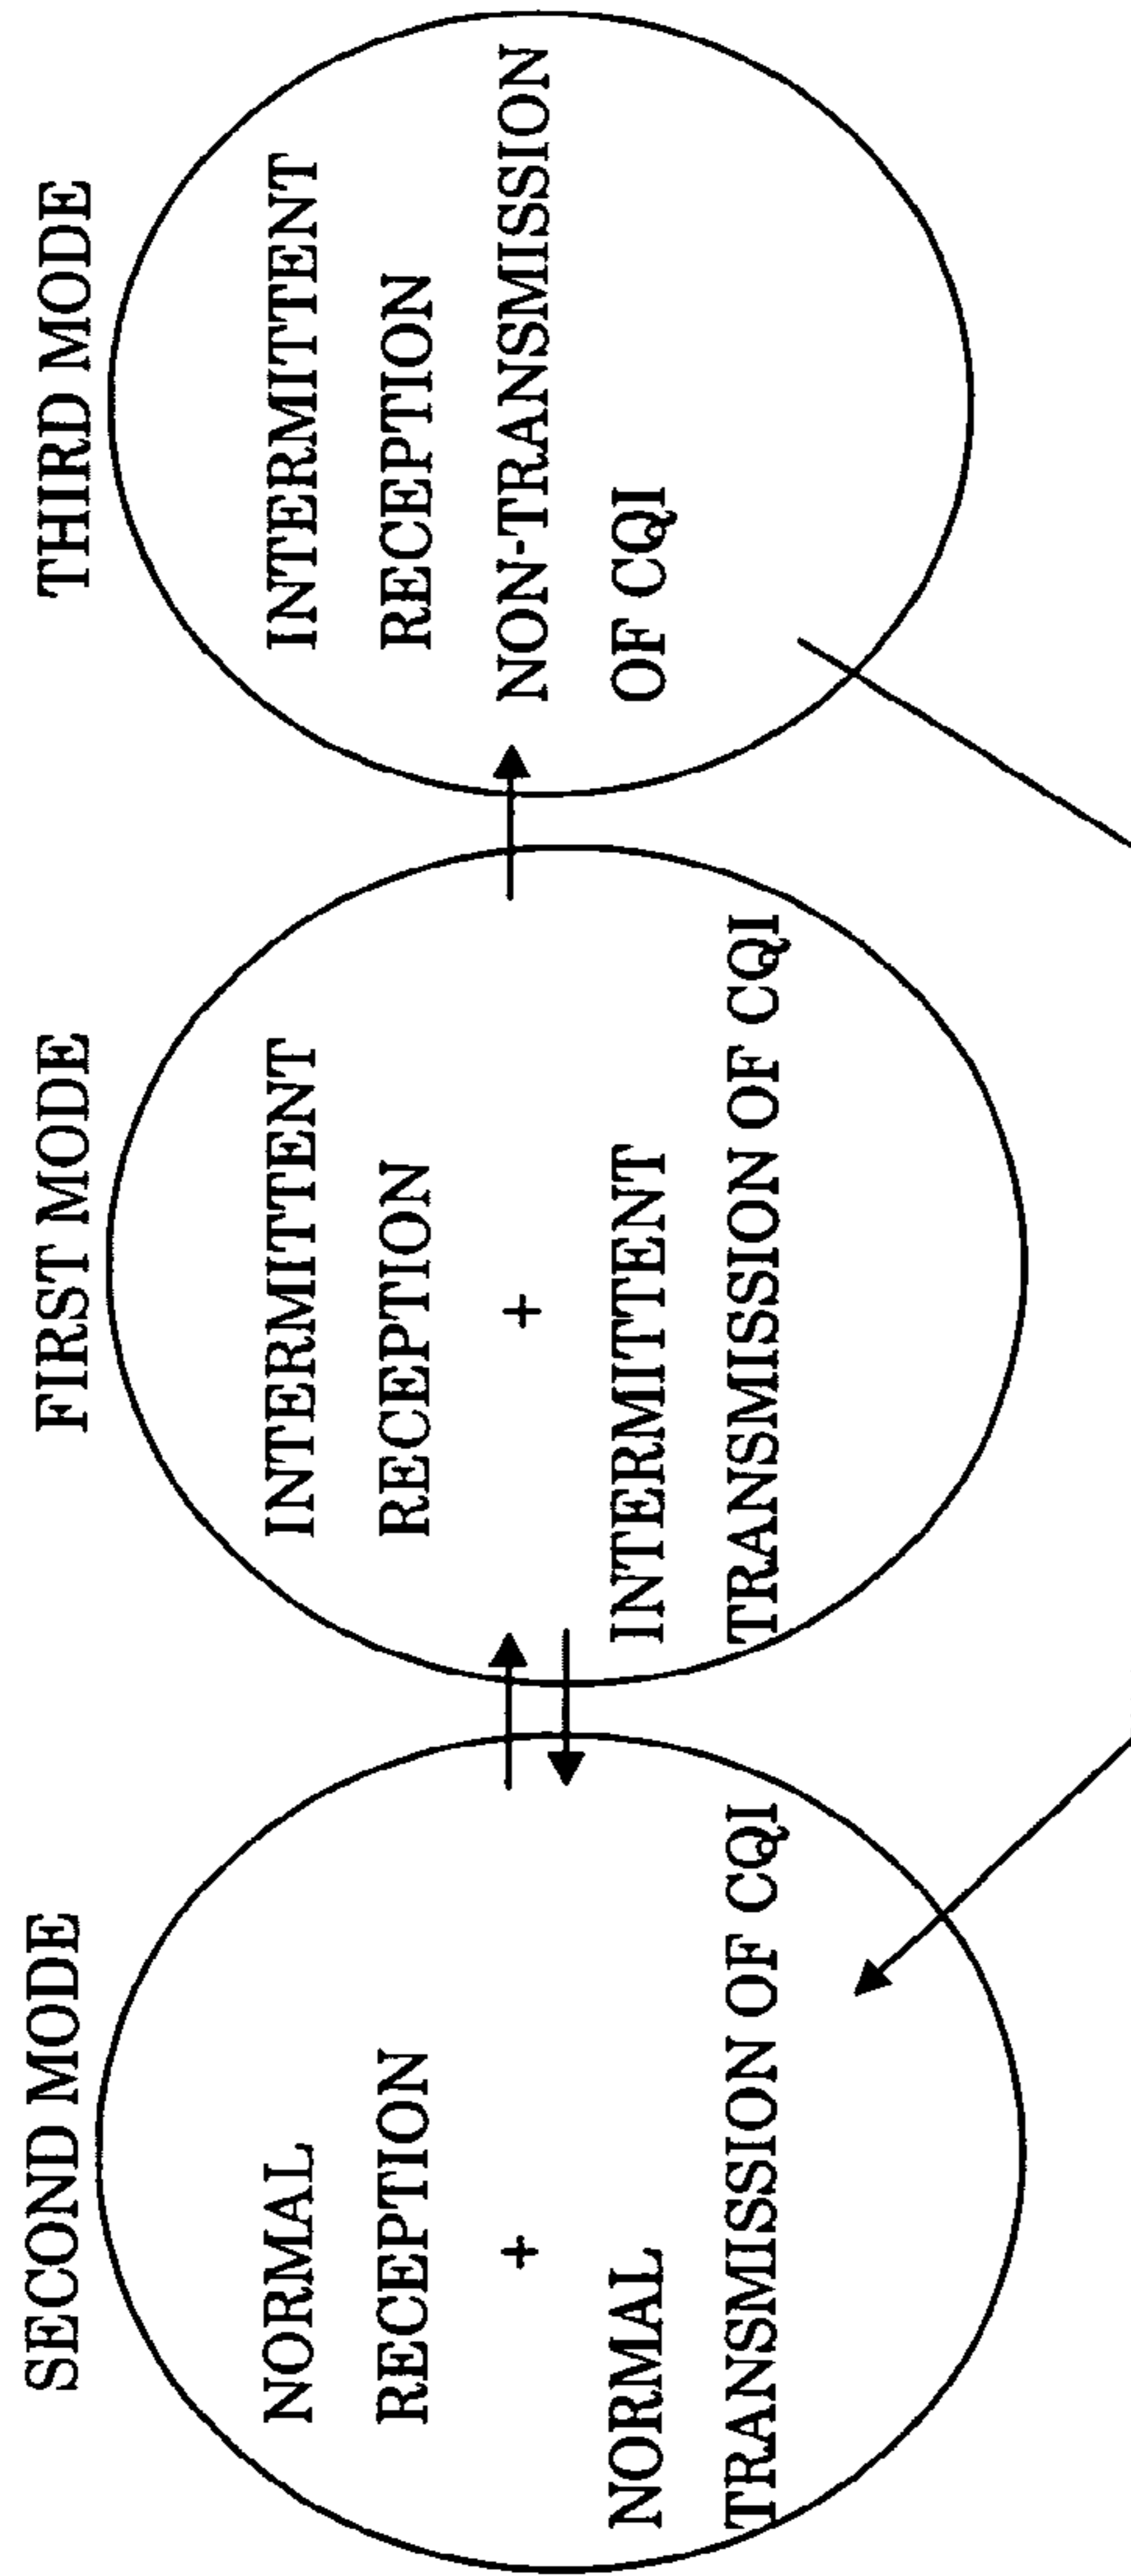 SECOND MODE
NORMAL
RECEPTION
+
NORMAL
TRANSMISSION OF CQI
FIRST MODE
INTERMITTENT
RECEPTION
+
INTERMITTENT
TRANSMISSION OF CQI
THIRD MODE
INTERMITTENT
RECEPTION
NON-TRANSMISSION
OF CQI